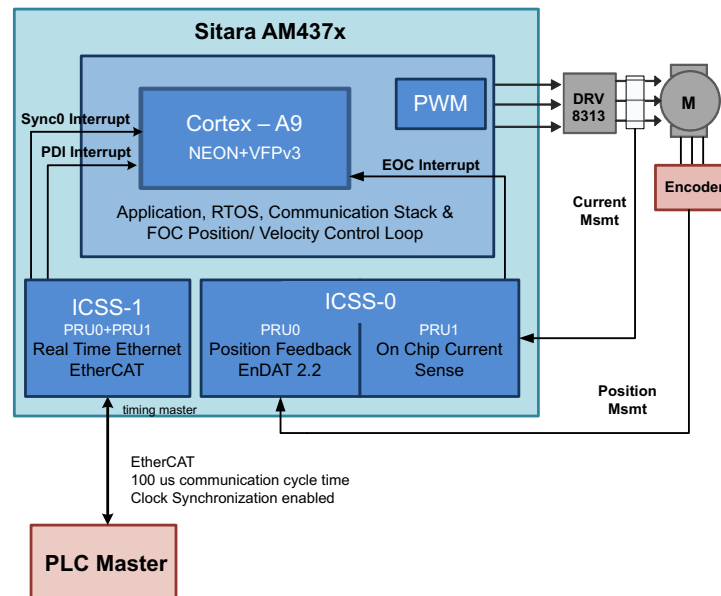 Sitara AM437x
Sync0 Interrupt
PDI Interrupt
Cortex – A9
NEON+VFPv3
PWM
EOC Interrupt
Application, RTOS, Communication Stack &
FOC Position/ Velocity Control Loop
DRV
8313
M
Encoder
Current
Msmt
ICSS-1
PRU0+PRU1
Real Time Ethernet
EtherCAT
ICSS-0
PRU0
Position Feedback
EnDAT 2.2
PRU1
On Chip Current
Sense
Position
Msmt
timing master
EtherCAT
100 us communication cycle time
Clock Synchronization enabled
PLC Master